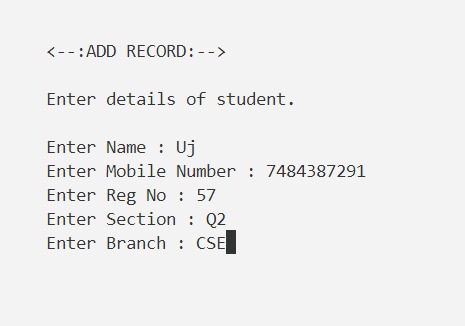 <--:ADD RECORD:-->
Enter details of student.
Enter Name : Uj
Enter Mobile Number : 7484387291
Enter Reg No : 57
Enter Section : Q2
Enter Branch : CSE